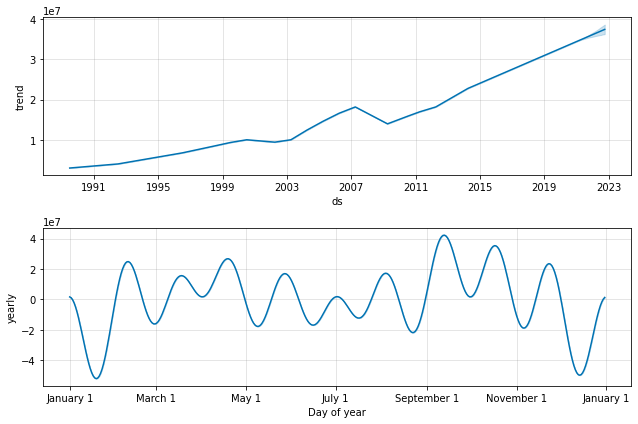 1e7
4
3
2
1
trend
1991 1995 1999 2003 2007 2011 2015 2019 2023
ds
1e7
4
2
0
−2
−4
yearly
January 1 March 1 May 1 July 1 September 1 November 1 January 1
Day of year